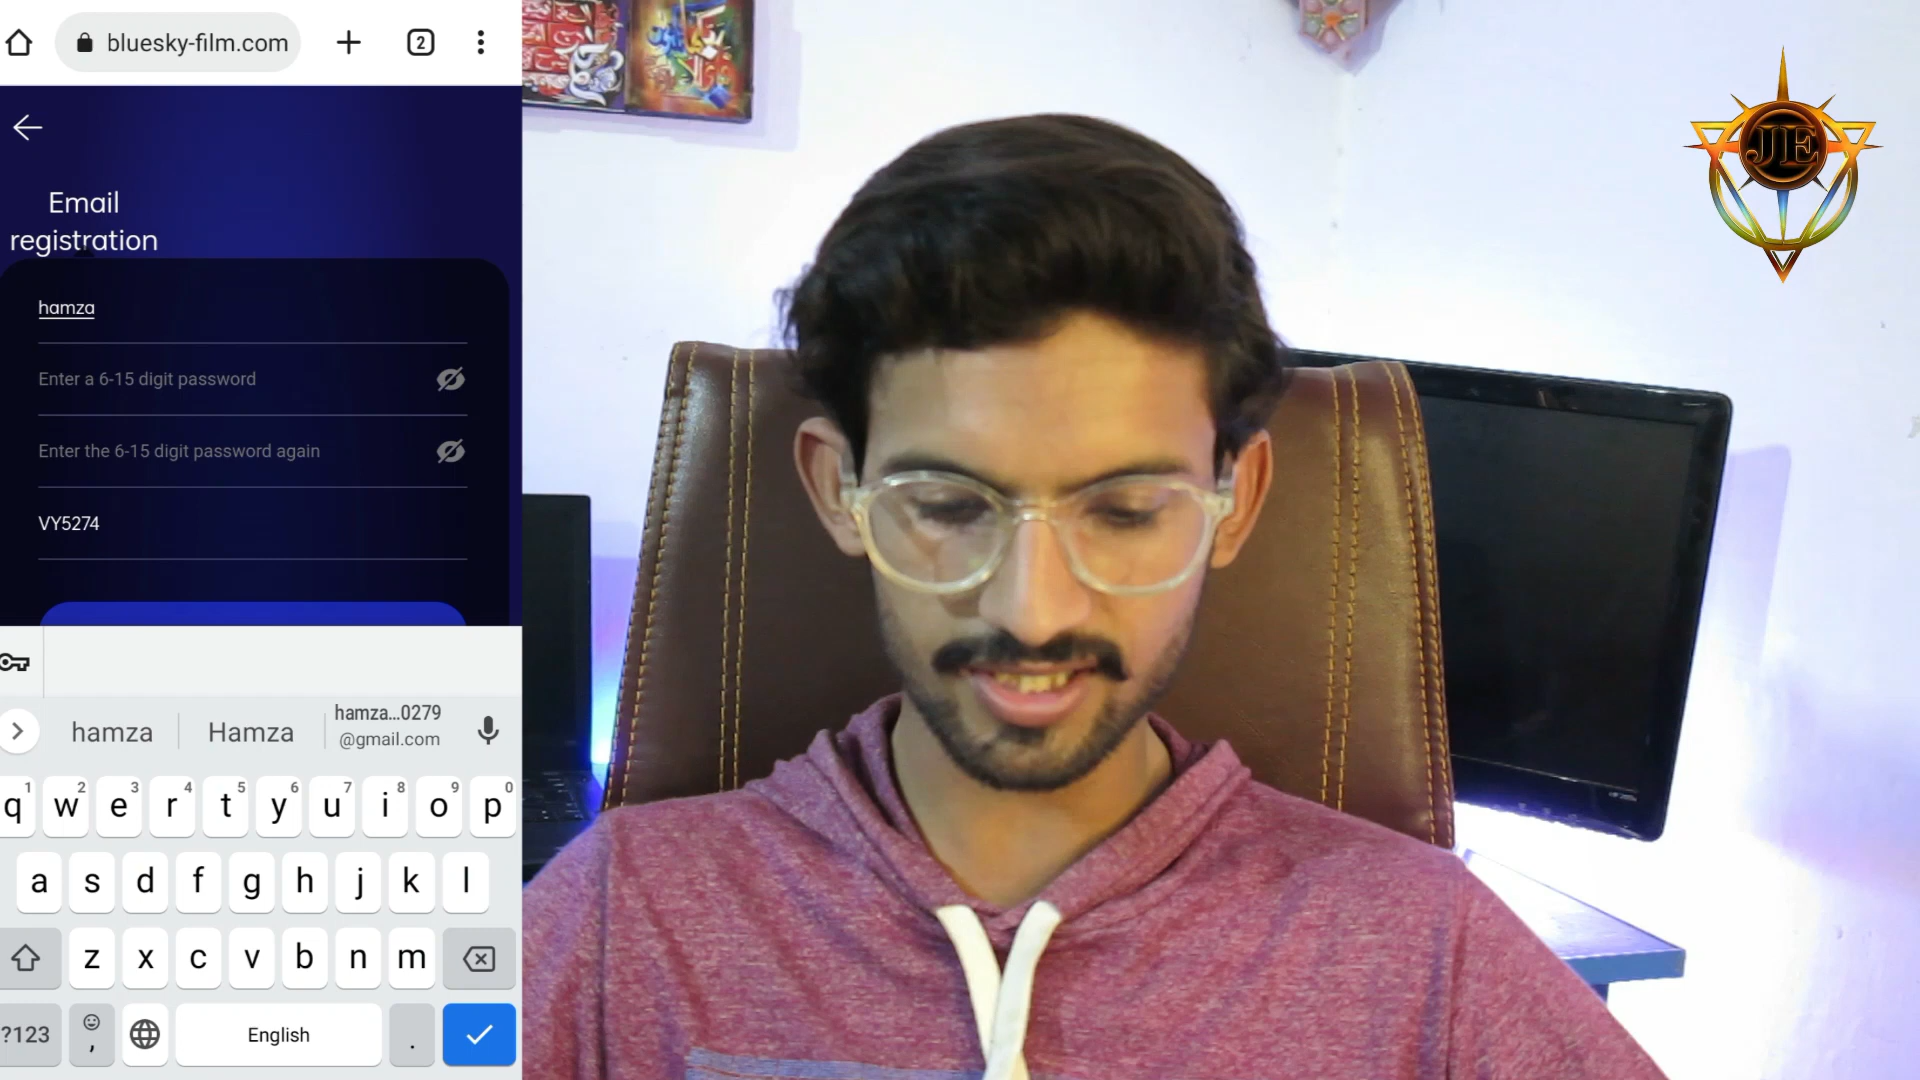 2
bluesky-film.com
Email
registration
hamza
Enter a 6-15 digit password
Enter the 6-15 digit password again
VY5274
hamza
Hamza
hamza...0279
@gmail.com
1 2 3 4 5 6 7 8 9 0
q w e r t y u i o p
a s d f g h j k l
z x c v b n m
?123 , English .
JE